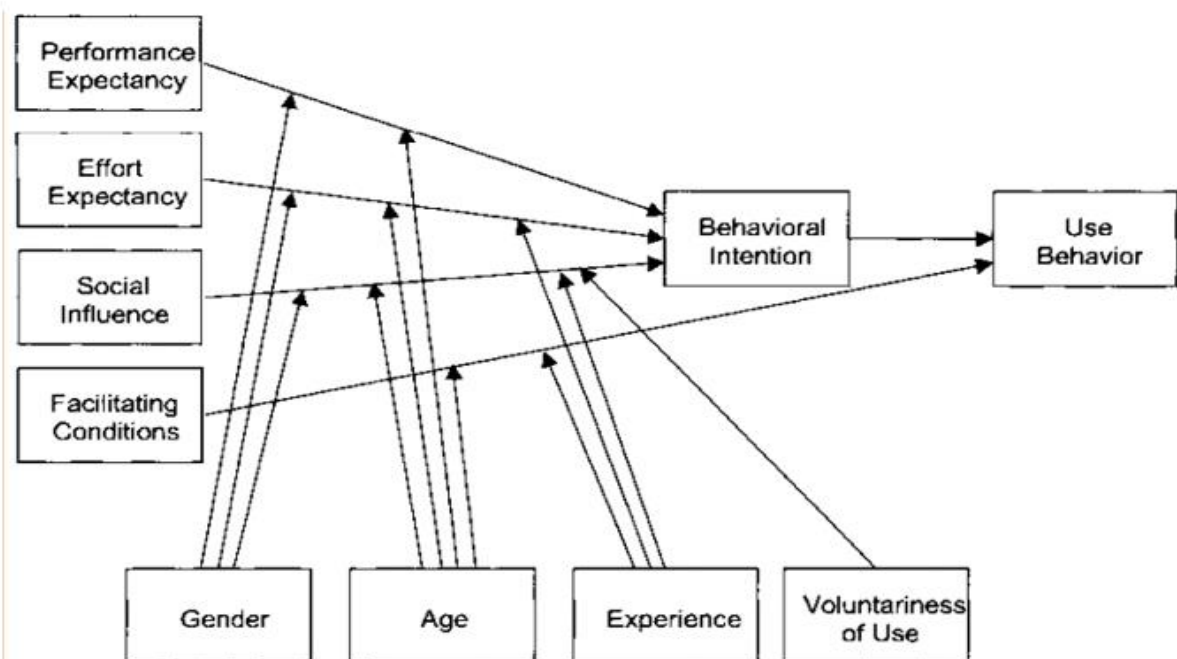 Performance
Expectancy
Effort
Expectancy
Social
Influence
Facilitating
Conditions
Behavioral
Intention
Use
Behavior
Gender
Age
Experience
Voluntariness
of Use